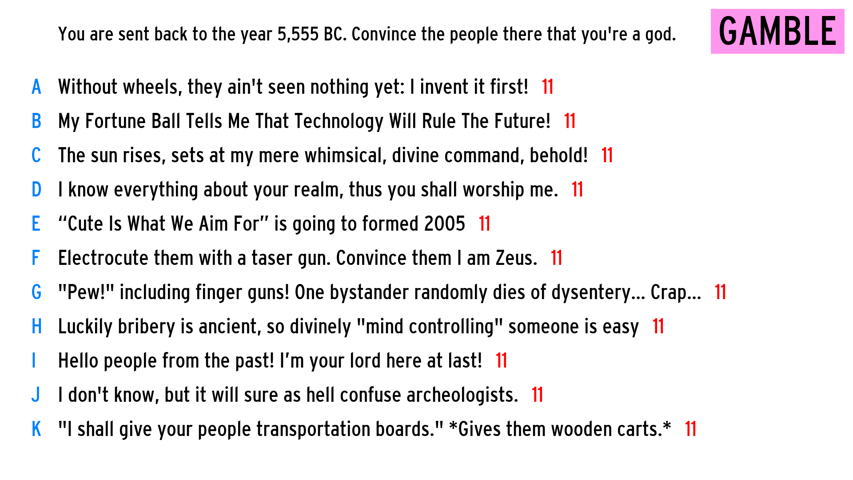 You are sent back to the year 5,555 BC. Convince the people there that you're a god.
GAMBLE
A Without wheels, they ain't seen nothing yet: I invent it first! 11
B My Fortune Ball Tells Me That Technology Will Rule The Future! 11
C The sun rises, sets at my mere whimsical, divine command, behold! 11
D I know everything about your realm, thus you shall worship me. 11
E “Cute Is What We Aim For” is going to formed 2005 11
F Electrocute them with a taser gun. Convince them I am Zeus. 11
G "Pew!" including finger guns! One bystander randomly dies of dysentery... Crap... 11
H Luckily bribery is ancient, so divinely "mind controlling" someone is easy 11
I Hello people from the past! I’m your lord here at last! 11
J I don't know, but it will sure as hell confuse archeologists. 11
K "I shall give your people transportation boards." *Gives them wooden carts.* 11